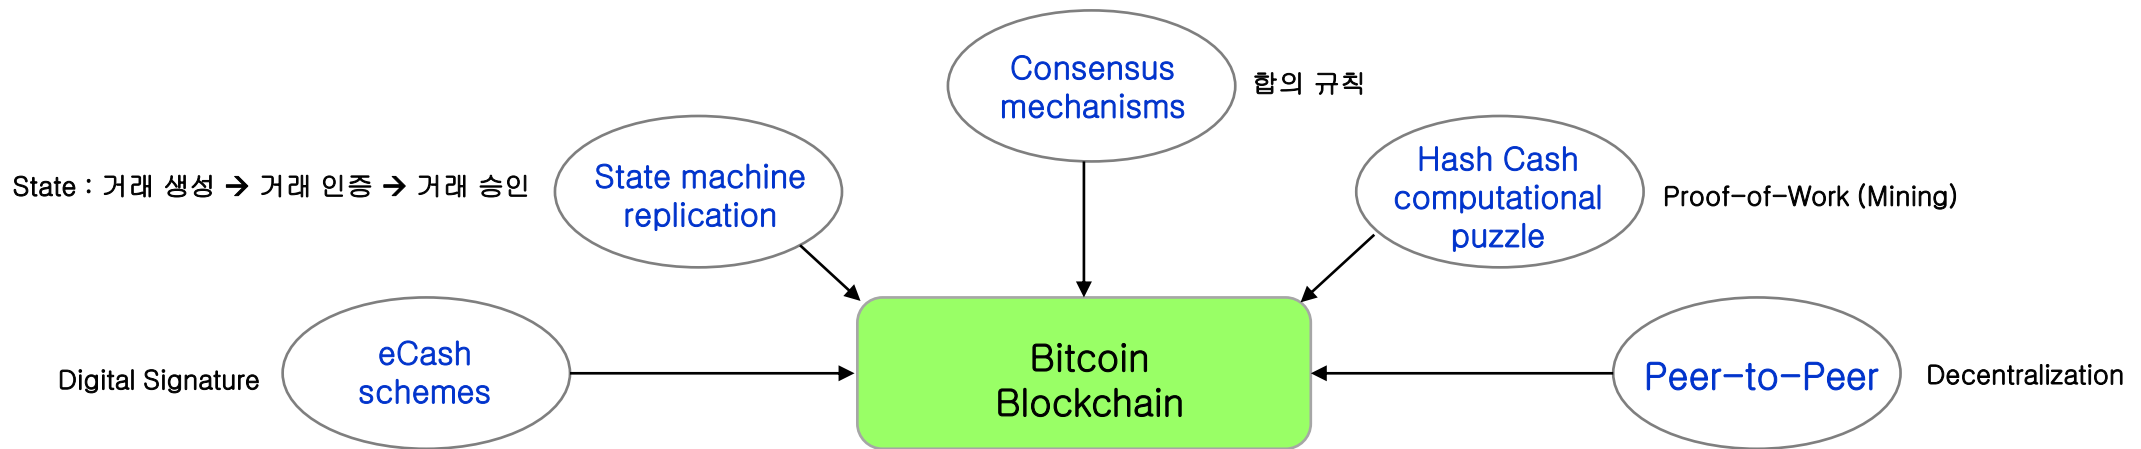 Consensus
mechanisms
합의 규칙
State : 거래 생성 → 거래 인증 → 거래 승인
State machine
replication
Hash Cash
computational
puzzle
Proof-of-Work (Mining)
Digital Signature
eCash
schemes
Bitcoin
Blockchain
Peer-to-Peer
Decentralization